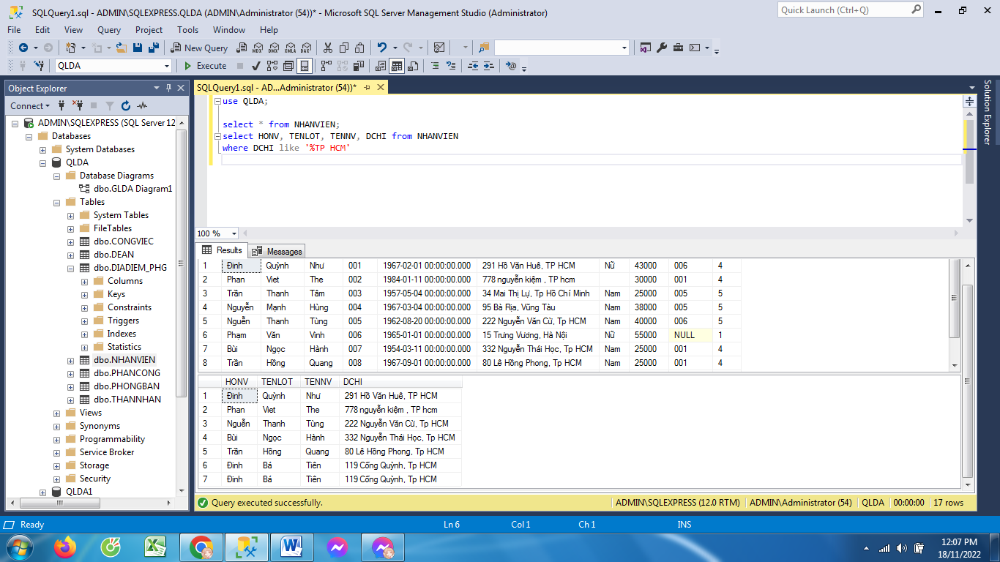 SQLQuery1.sql - ADMIN\SQLEXPRESS.QLDA (ADMIN\Administrator (54))* - Microsoft SQL Server Management Studio (Administrator)
Quick Launch (Ctrl+Q)
File Edit View Query Project Tools Window Help
New Query MDX DMX XMLA DAX
QLDA Execute
Object Explorer
Connect
ADMIN\SQLEXPRESS (SQL Server 12
Databases
System Databases
QLDA
Database Diagrams
dbo.GLDA Diagram1
Tables
System Tables
FileTables
dbo.CONGVIEC
dbo.DEAN
dbo.DIADIEM_PHG
Columns
Keys
Constraints
Triggers
Indexes
Statistics
dbo.NHANVIEN
dbo.PHANCONG
dbo.PHONGBAN
dbo.THANNHAN
Views
Synonyms
Programmability
Service Broker
Storage
Security
QLDA1
SQLQuery1.sql - AD...Administrator (54))*
use QLDA;
select * from NHANVIEN;
select HONV, TENLOT, TENNV, DCHI from NHANVIEN
where DCHI like '%TP HCM'
100 %
Results Messages
1 Đinh Quỳnh Như 001 1967-02-01 00:00:00.000 291 Hồ Văn Huê, TP HCM Nữ 43000 006 4
2 Phan Viet The 002 1984-01-11 00:00:00.000 778 nguyễn kiệm , TP hcm 30000 001 4
3 Trần Thanh Tâm 003 1957-05-04 00:00:00.000 34 Mai Thị Lự, Tp Hồ Chí Minh Nam 25000 005 5
4 Nguyễn Mạnh Hùng 004 1967-03-04 00:00:00.000 95 Bà Rịa, Vũng Tàu Nam 38000 005 5
5 Nguễn Thanh Tùng 005 1962-08-20 00:00:00.000 222 Nguyễn Văn Cừ, Tp HCM Nam 40000 006 5
6 Phạm Văn Vinh 006 1965-01-01 00:00:00.000 15 Trưng Vương, Hà Nội Nữ 55000 NULL 1
7 Bùi Ngọc Hành 007 1954-03-11 00:00:00.000 332 Nguyễn Thái Học, Tp HCM Nam 25000 001 4
8 Trần Hồng Quang 008 1967-09-01 00:00:00.000 80 Lê Hồng Phong, Tp HCM Nam 25000 001 4
HONV TENLOT TENNV DCHI
1 Đinh Quỳnh Như 291 Hồ Văn Huê, TP HCM
2 Phan Viet The 778 nguyễn kiệm , TP hcm
3 Nguễn Thanh Tùng 222 Nguyễn Văn Cừ, Tp HCM
4 Bùi Ngọc Hành 332 Nguyễn Thái Học, Tp HCM
5 Trần Hồng Quang 80 Lê Hồng Phong, Tp HCM
6 Đinh Bá Tiên 119 Cống Quỳnh, Tp HCM
7 Đinh Bá Tiên 119 Cống Quỳnh, Tp HCM
Query executed successfully. ADMIN\SQLEXPRESS (12.0 RTM) ADMIN\Administrator (54) QLDA 00:00:00 17 rows
Solution Explorer
Ready Ln 6 Col 1 Ch 1 INS
12:07 PM
18/11/2022